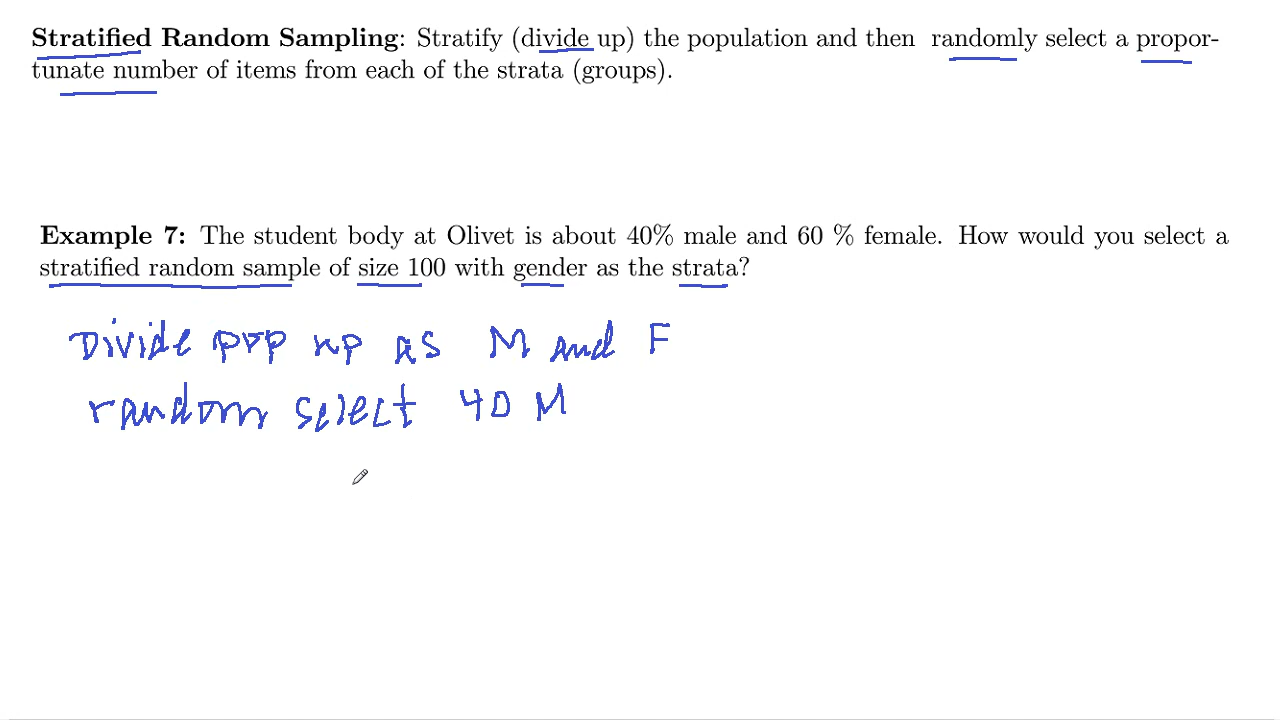 Stratified Random Sampling: Stratify (divide up) the population and then randomly select a propor-
tunate number of items from each of the strata (groups).
Example 7: The student body at Olivet is about 40% male and 60 % female. How would you select a
stratified random sample of size 100 with gender as the strata?
Divide pop up as M and F
random select 40 M